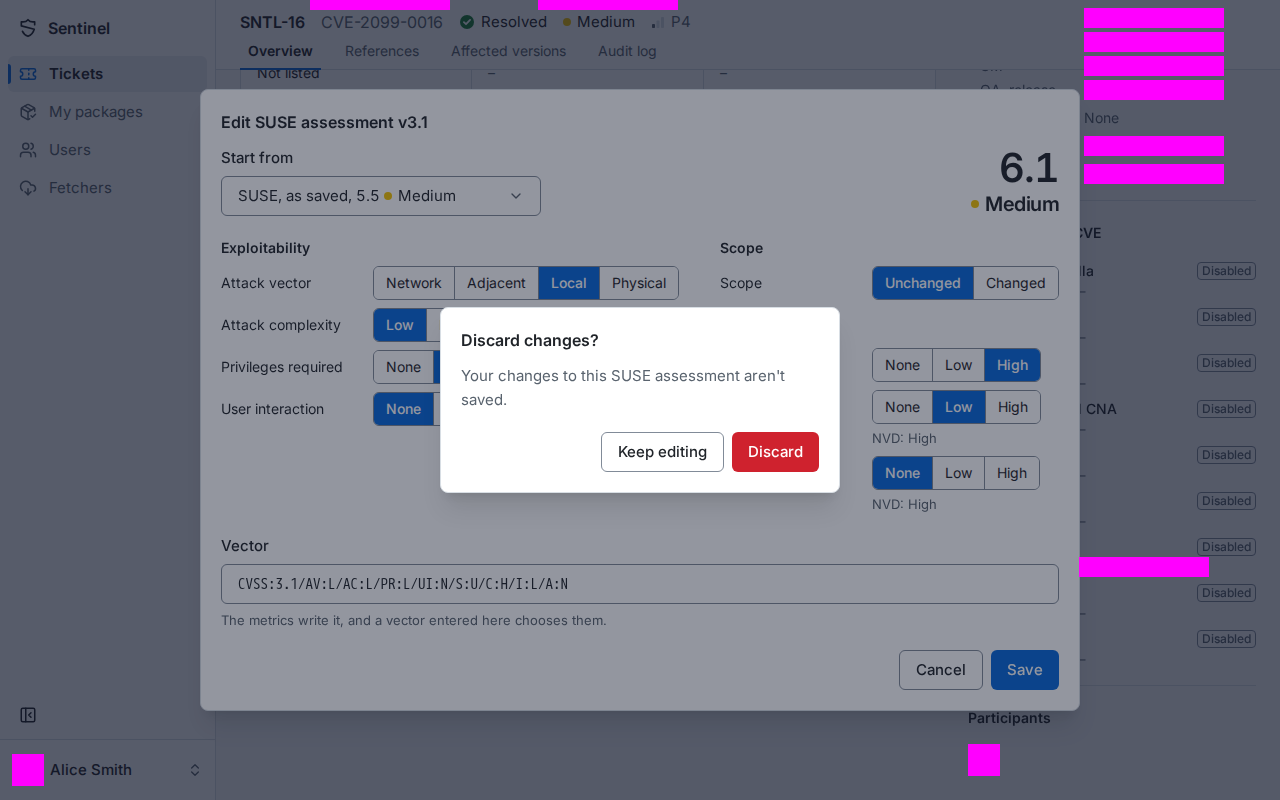 Sentinel
Tickets
My packages
Users
Fetchers
Alice Smith
SNTL-16 CVE-2099-0016 Resolved Medium P4
Overview References Affected versions Audit log
Not listed – –
None
Disabled
Disabled
Disabled
CNA Disabled
Disabled
Disabled
Disabled
Disabled
Disabled
Participants
Edit SUSE assessment v3.1
Start from
SUSE, as saved, 5.5 Medium
6.1
Medium
Exploitability
Attack vector Network Adjacent Local Physical
Attack complexity Low
Privileges required None
User interaction None
Scope
Scope Unchanged Changed
None Low High
None Low High
NVD: High
None Low High
NVD: High
Vector
CVSS:3.1/AV:L/AC:L/PR:L/UI:N/S:U/C:H/I:L/A:N
The metrics write it, and a vector entered here chooses them.
Cancel Save
Discard changes?
Your changes to this SUSE assessment aren't
saved.
Keep editing Discard